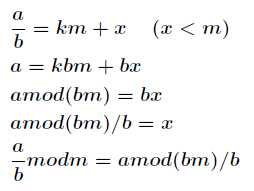 a/b = km + x (x < m)
a = kbm + bx
amod(bm) = bx
amod(bm)/b = x
a/b modm = amod(bm)/b